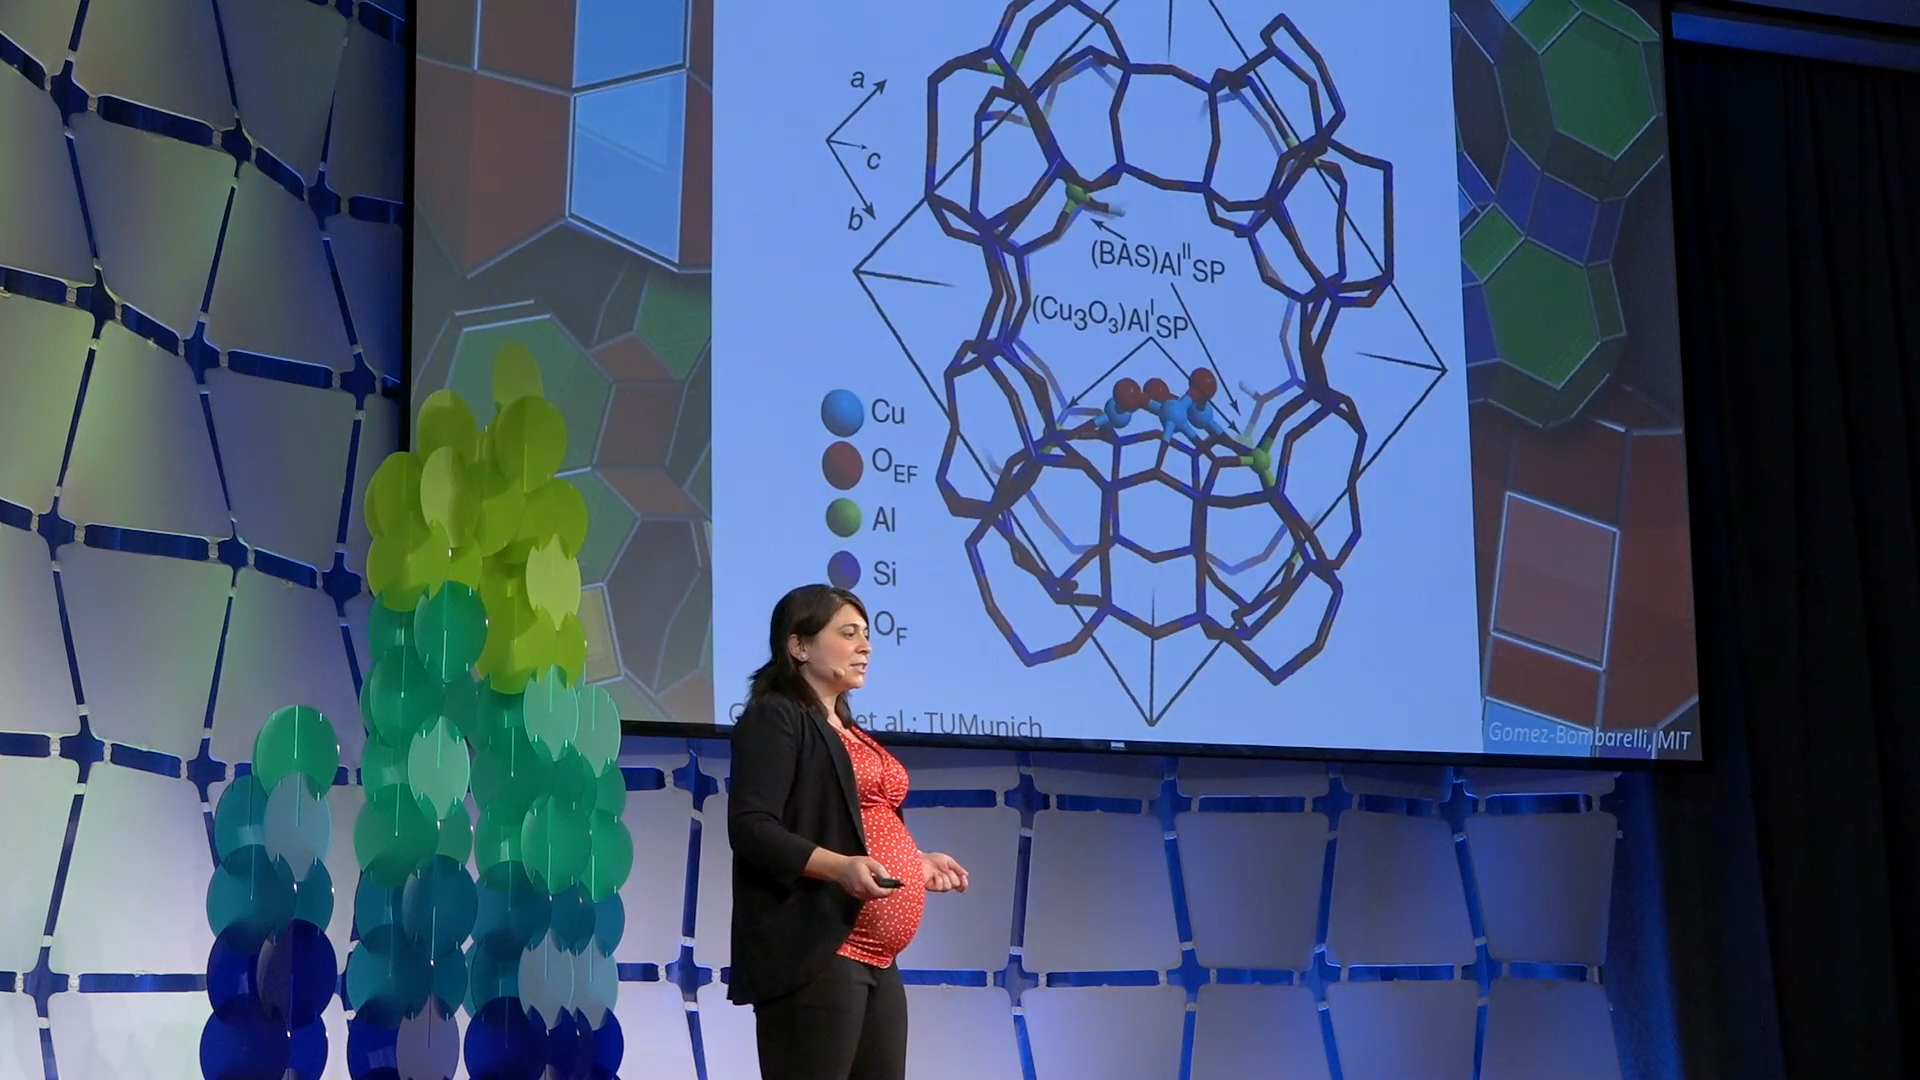 a
c
b
(BAS)Al^II SP
(Cu₃O₃)Al^I SP
Cu
O_EF
Al
Si
O_F
et al.; TUMunich
Gomez-Bombarelli, MIT